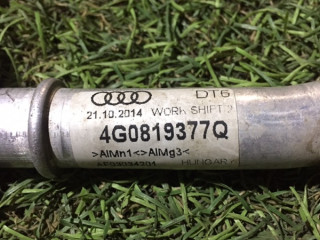 DT6
21.10.2014 WORK SHIFT 2
4G0819377Q
>AlMn1<>AlMg3<